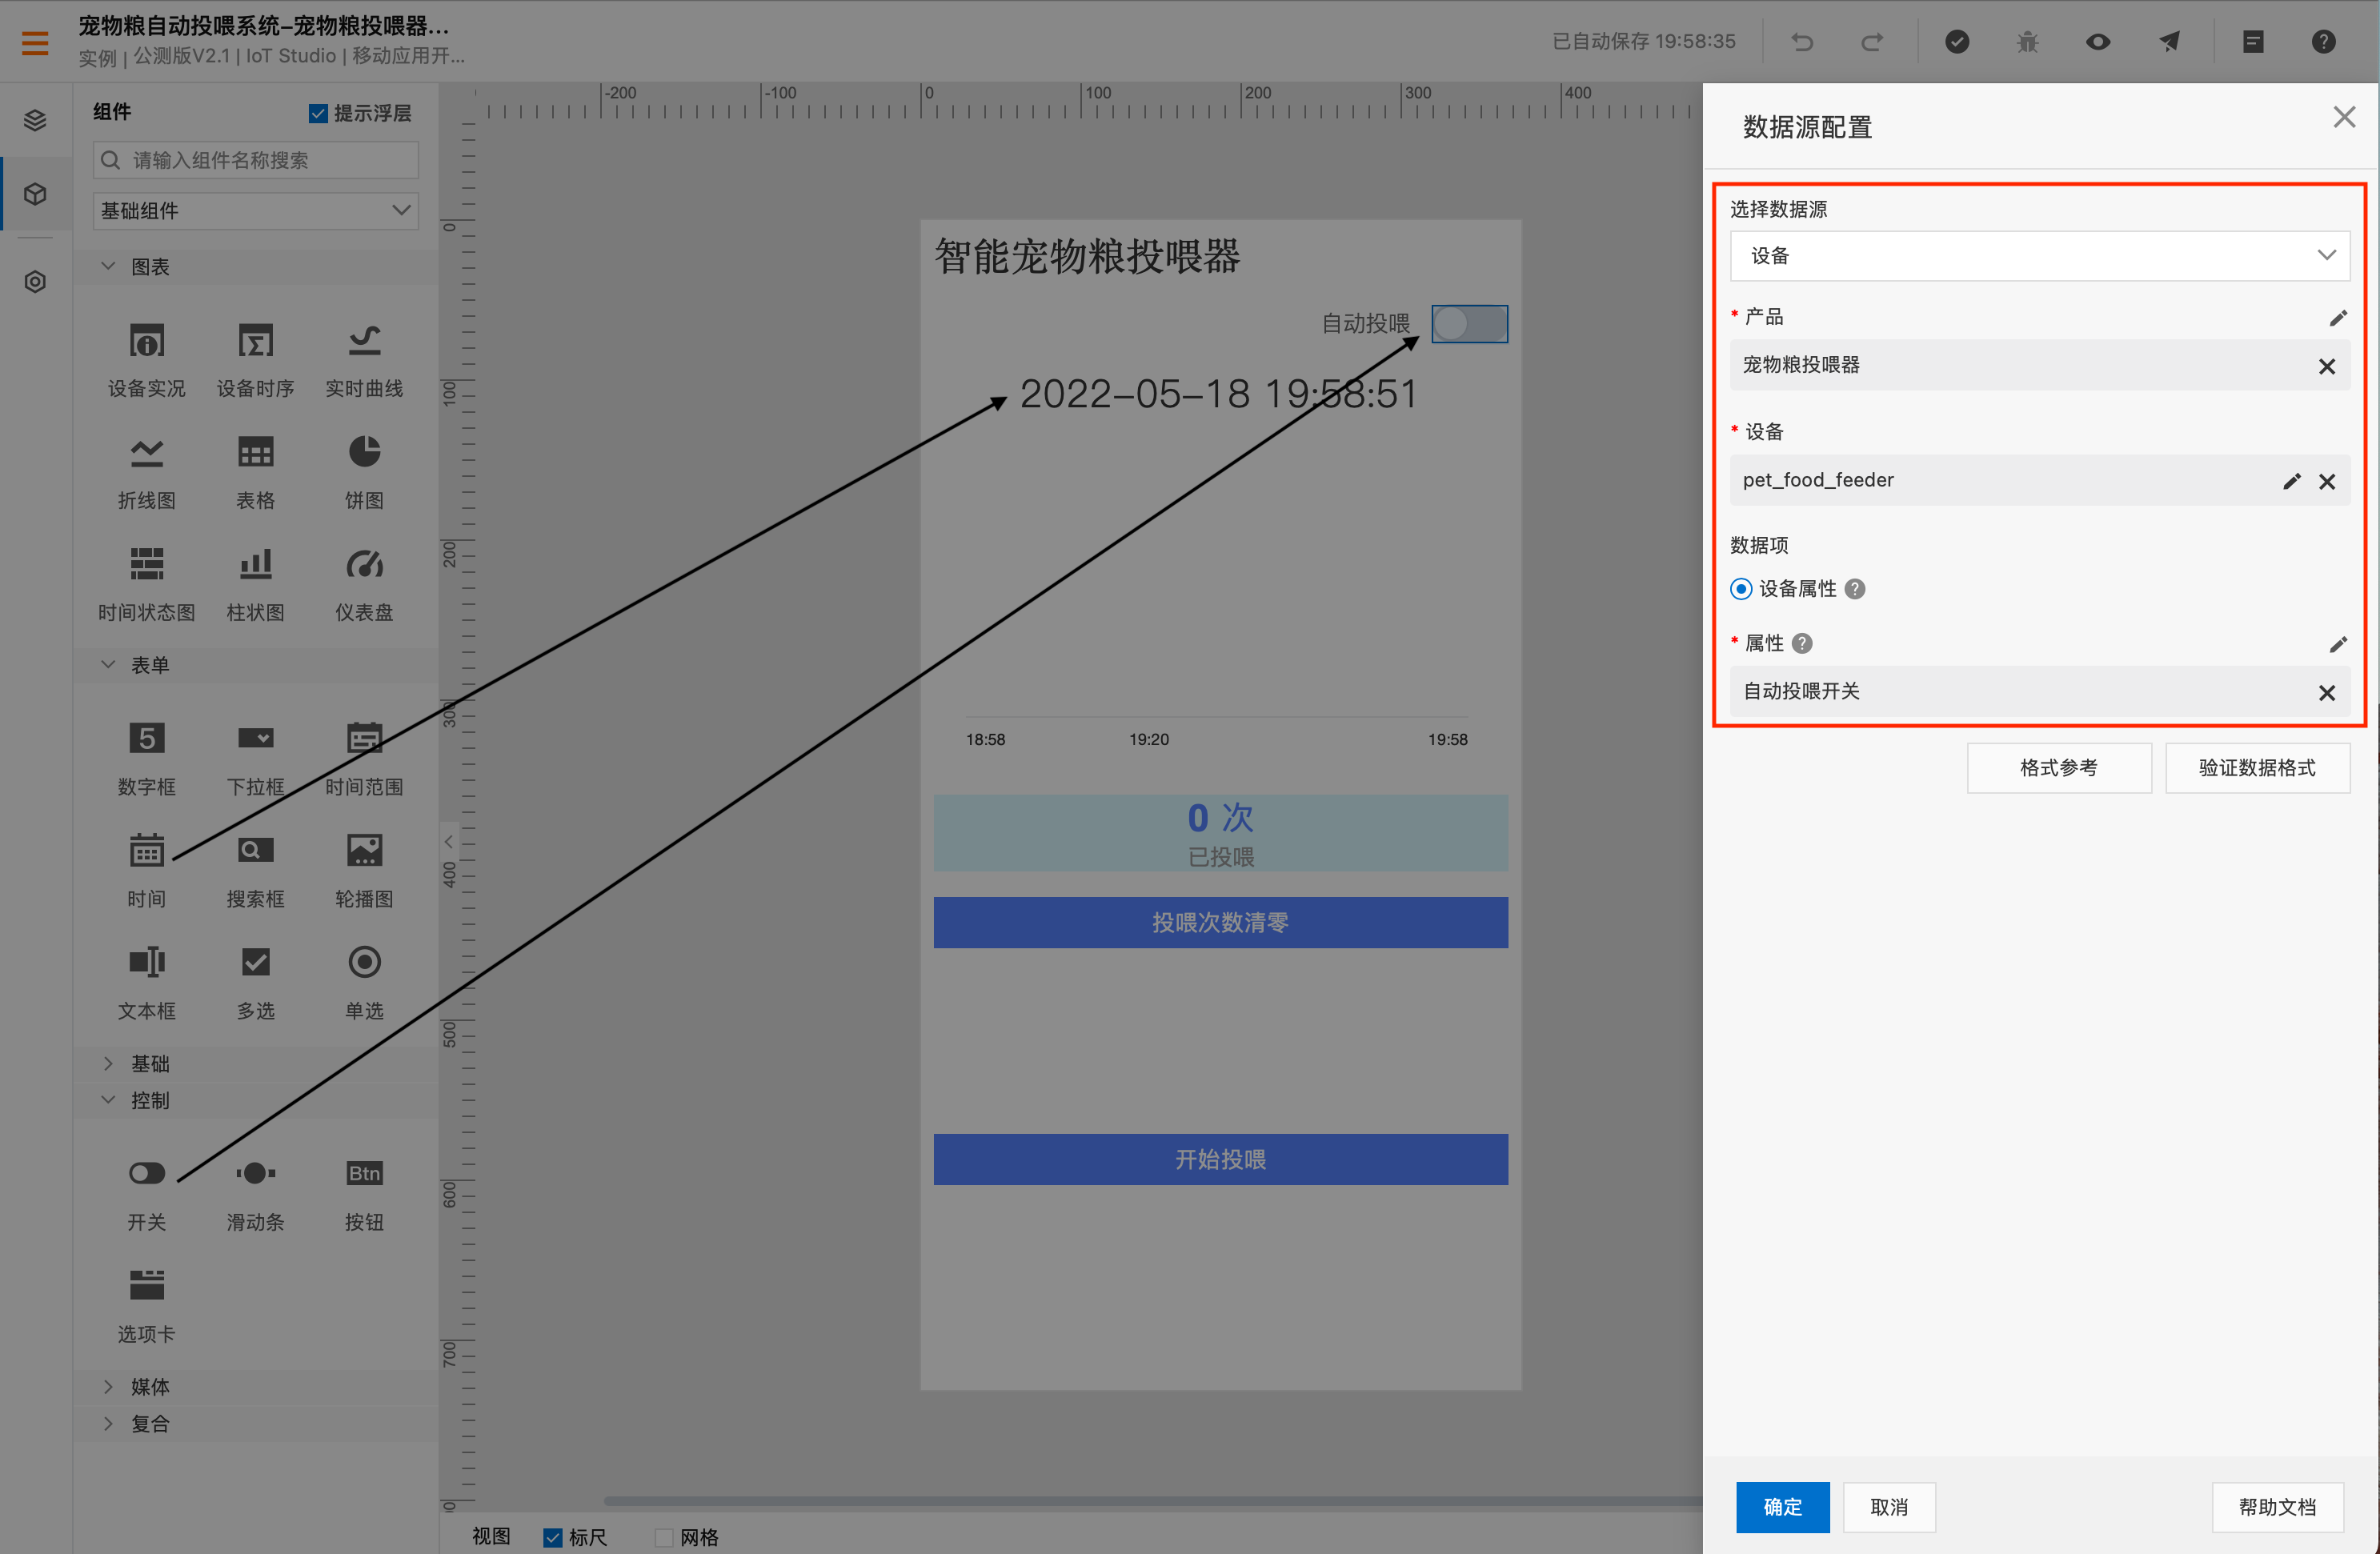 宠物粮自动投喂系统–宠物粮投喂器...
实例 | 公测版V2.1 | IoT Studio | 移动应用开...
已自动保存 19:58:35
组件
提示浮层
请输入组件名称搜索
基础组件
图表
设备实况 设备时序 实时曲线
折线图 表格 饼图
时间状态图 柱状图 仪表盘
表单
5
数字框 下拉框 时间范围
时间 搜索框 轮播图
文本框 多选 单选
基础
控制
Btn
开关 滑动条 按钮
选项卡
媒体
复合
-200 -100 0 100 200 300 400
0
100
200
300
400
500
600
700
智能宠物粮投喂器
自动投喂
2022–05–18 19:58:51
18:58 19:20 19:58
0 次
已投喂
投喂次数清零
开始投喂
视图 标尺 网格
数据源配置
选择数据源
设备
* 产品
宠物粮投喂器
* 设备
pet_food_feeder
数据项
设备属性 ?
* 属性 ?
自动投喂开关
格式参考 验证数据格式
确定 取消 帮助文档